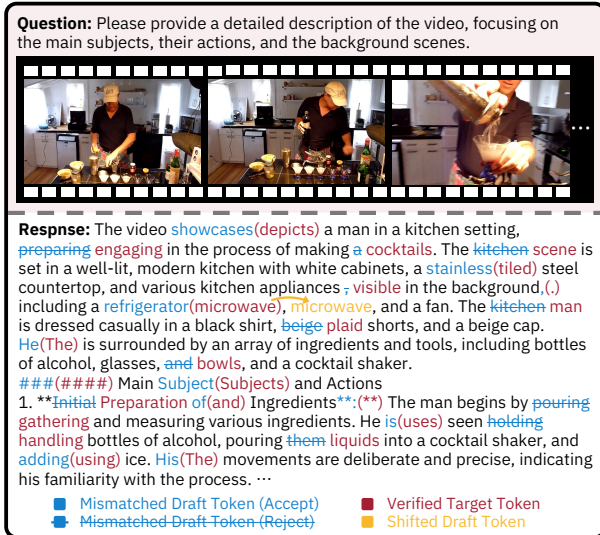 Question: Please provide a detailed description of the video, focusing on
the main subjects, their actions, and the background scenes.
...
Respnse: The video showcases(depicts) a man in a kitchen setting,
preparing engaging in the process of making a cocktails. The kitchen scene is
set in a well-lit, modern kitchen with white cabinets, a stainless(tiled) steel
countertop, and various kitchen appliances , visible in the background,(.)
including a refrigerator(microwave), microwave, and a fan. The kitchen man
is dressed casually in a black shirt, beige plaid shorts, and a beige cap.
He(The) is surrounded by an array of ingredients and tools, including bottles
of alcohol, glasses, and bowls, and a cocktail shaker.
###(####) Main Subject(Subjects) and Actions
1. **Initial Preparation of(and) Ingredients**:(**) The man begins by pouring
gathering and measuring various ingredients. He is(uses) seen holding
handling bottles of alcohol, pouring them liquids into a cocktail shaker, and
adding(using) ice. His(The) movements are deliberate and precise, indicating
his familiarity with the process. ...
Mismatched Draft Token (Accept) Verified Target Token
Mismatched Draft Token (Reject) Shifted Draft Token